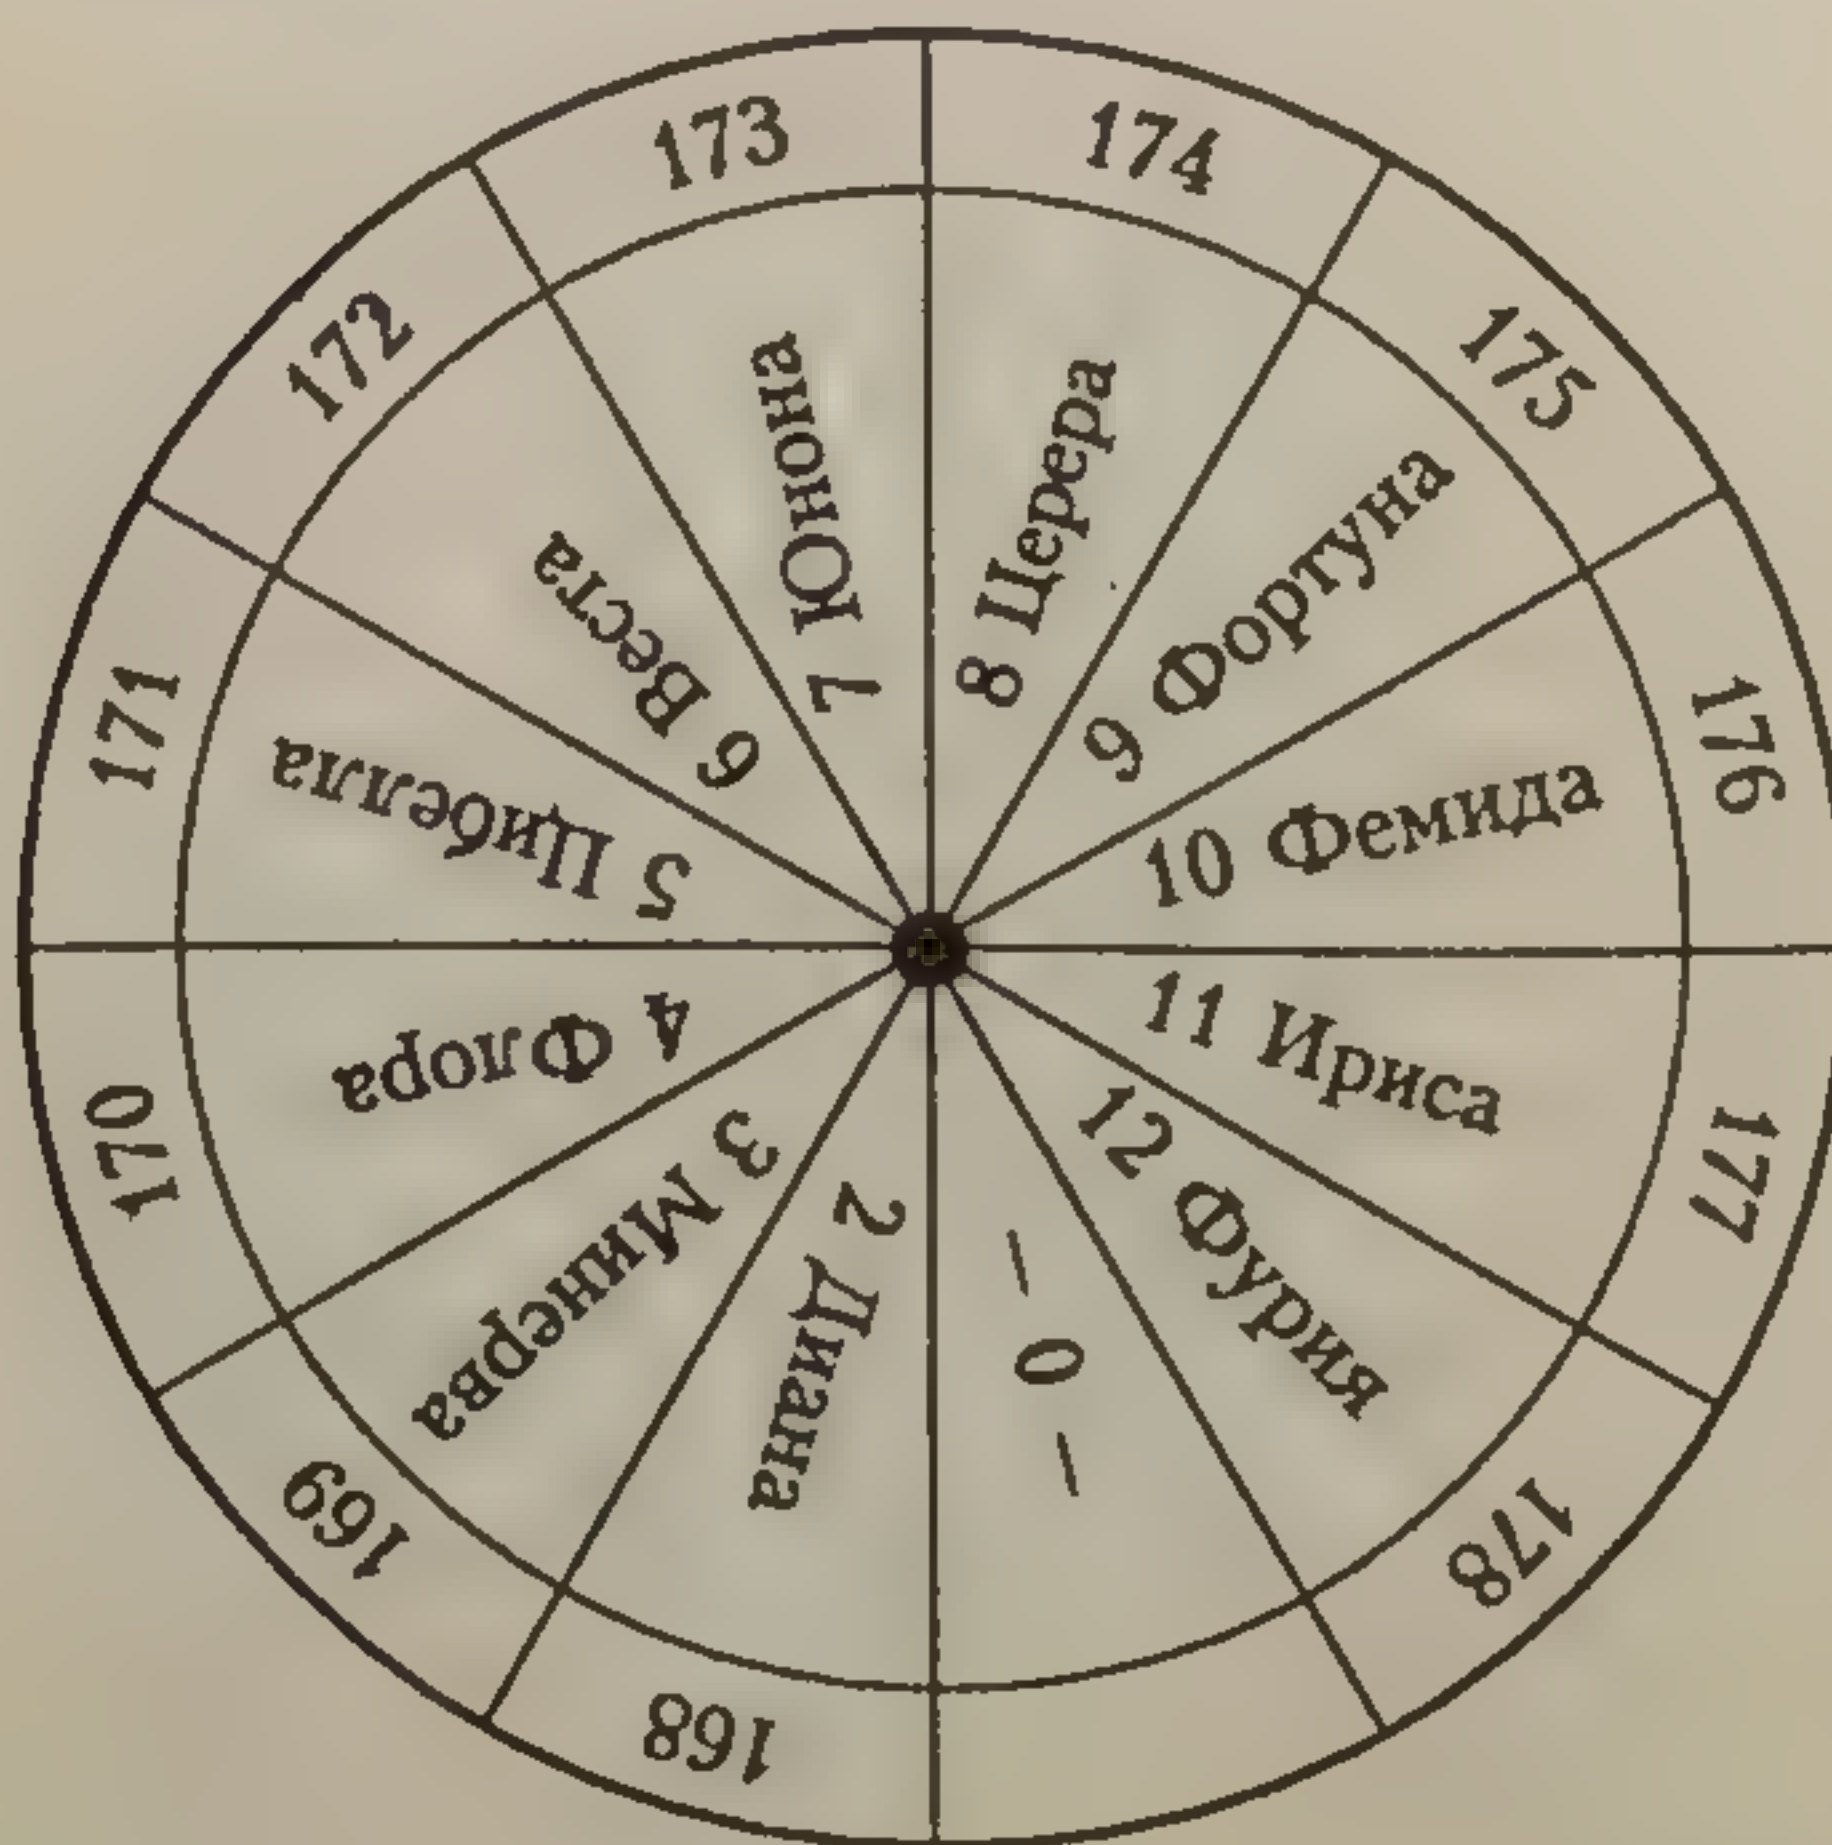 168
2 Диана
169
3 Минерва
170
4 Флора
171
5 Цибелла
172
6 Веста
173
7 Юнона
174
8 Церера
175
9 Фортуна
176
10 Фемида
177
11 Ириса
178
12 Фурия
– 0 –